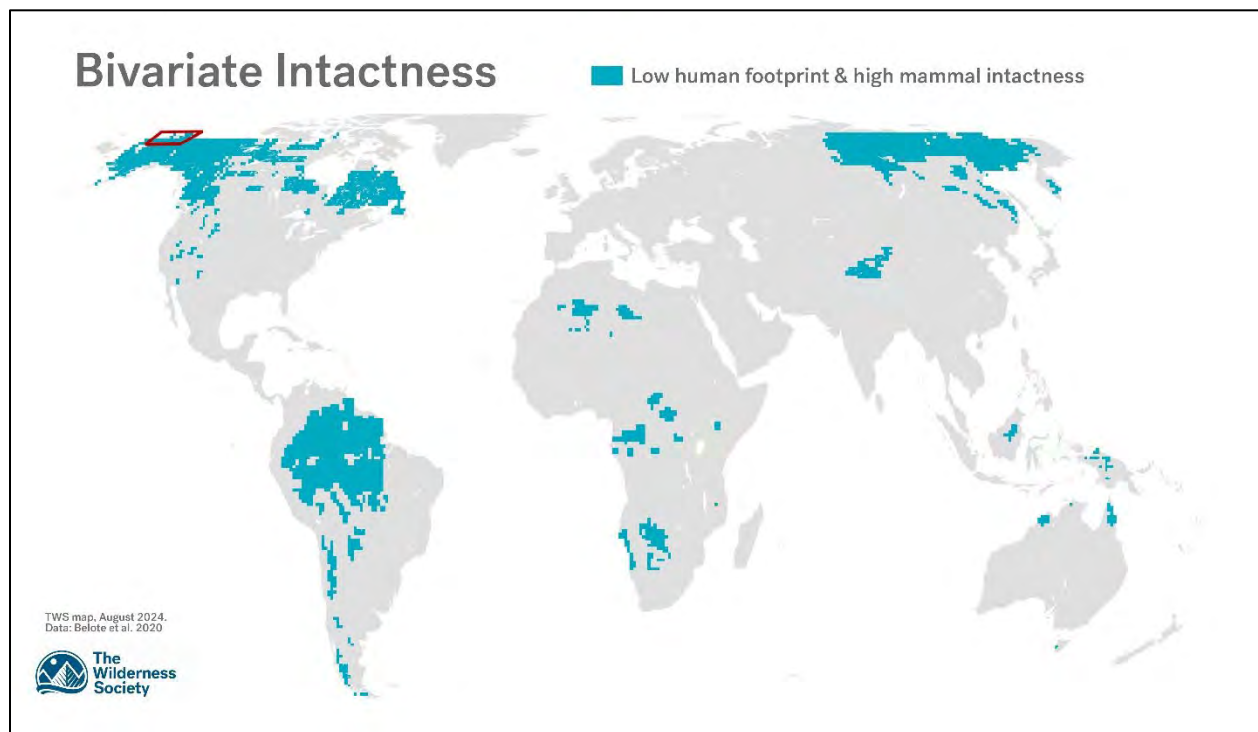 Bivariate Intactness
Low human footprint & high mammal intactness
TWS map, August 2024.
Data: Belote et al. 2020
The
Wilderness
Society